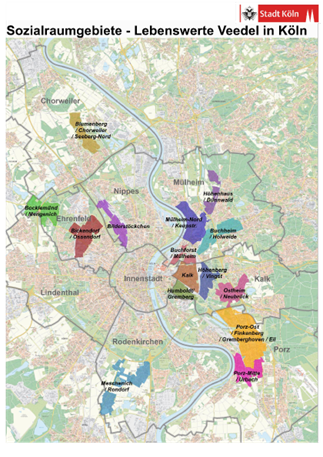 Stadt Köln
Sozialraumgebiete - Lebenswerte Veedel in Köln
Chorweiler
Blumenberg
/ Chorweiler
/ Seeberg-Nord
Mülheim
Nippes
Höhenhaus
/ Dünnwald
Bocklemünd
/ Mengenich
Ehrenfeld
Mülheim-Nord
/ Keupstr.
Bickendorf
/ Ossendorf
Bilderstöckchen
Buchheim
/ Holweide
Buchforst
/ Mülheim
Innenstadt
Kalk
Höhenberg
/ Vingst
Kalk
Lindenthal
Humboldt
Gremberg
Ostheim
/ Neubrück
Porz-Ost
/ Finkenberg
/ Gremberghoven / Eil
Rodenkirchen
Porz
Porz-Mitte
/ Urbach
Meschenich
/ Rondorf